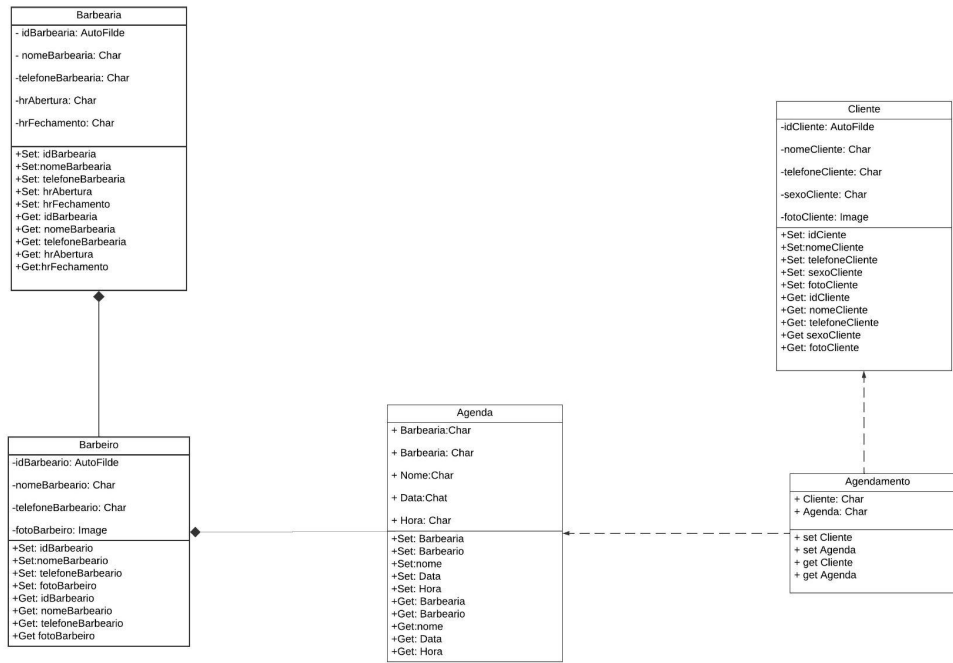 Barbearia
- idBarbearia: AutoFilde
- nomeBarbearia: Char
-telefoneBarbearia: Char
-hrAbertura: Char
-hrFechamento: Char
+Set: idBarbearia
+Set:nomeBarbearia
+Set: telefoneBarbearia
+Set: hrAbertura
+Set: hrFechamento
+Get: idBarbearia
+Get: nomeBarbearia
+Get: telefoneBarbearia
+Get: hrAbertura
+Get:hrFechamento
Cliente
-idCliente: AutoFilde
-nomeCliente: Char
-telefoneCliente: Char
-sexoCliente: Char
-fotoCliente: Image
+Set: idCiente
+Set:nomeCliente
+Set: telefoneCliente
+Set: sexoCliente
+Set: fotoCliente
+Get: idCliente
+Get: nomeCliente
+Get: telefoneCliente
+Get sexoCliente
+Get: fotoCliente
Barbeiro
-idBarbeario: AutoFilde
-nomeBarbeario: Char
-telefoneBarbeario: Char
-fotoBarbeiro: Image
+Set: idBarbeario
+Set:nomeBarbeario
+Set: telefoneBarbeario
+Set: fotoBarbeiro
+Get: idBarbeario
+Get: nomeBarbeario
+Get: telefoneBarbeario
+Get fotoBarbeiro
Agenda
+ Barbearia:Char
+ Barbearia: Char
+ Nome:Char
+ Data:Chat
+ Hora: Char
+Set: Barbearia
+Set: Barbeario
+Set:nome
+Set: Data
+Set: Hora
+Get: Barbearia
+Get: Barbeario
+Get:nome
+Get: Data
+Get: Hora
Agendamento
+ Cliente: Char
+ Agenda: Char
+ set Cliente
+ set Agenda
+ get Cliente
+ get Agenda